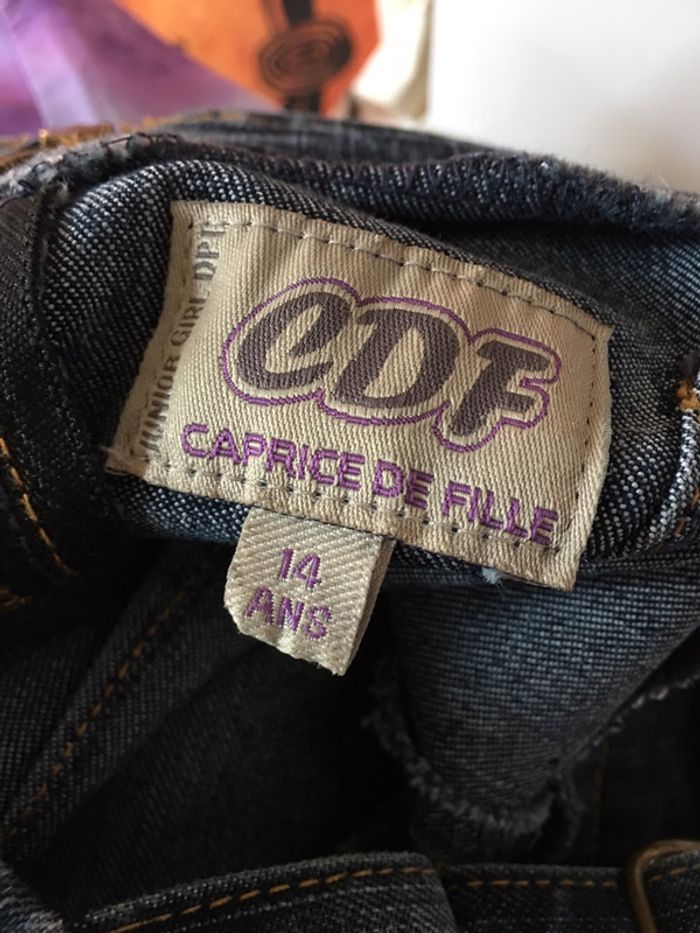 JUNIOR GIRL DPT
CDF
CAPRICE DE FILLE
14
ANS